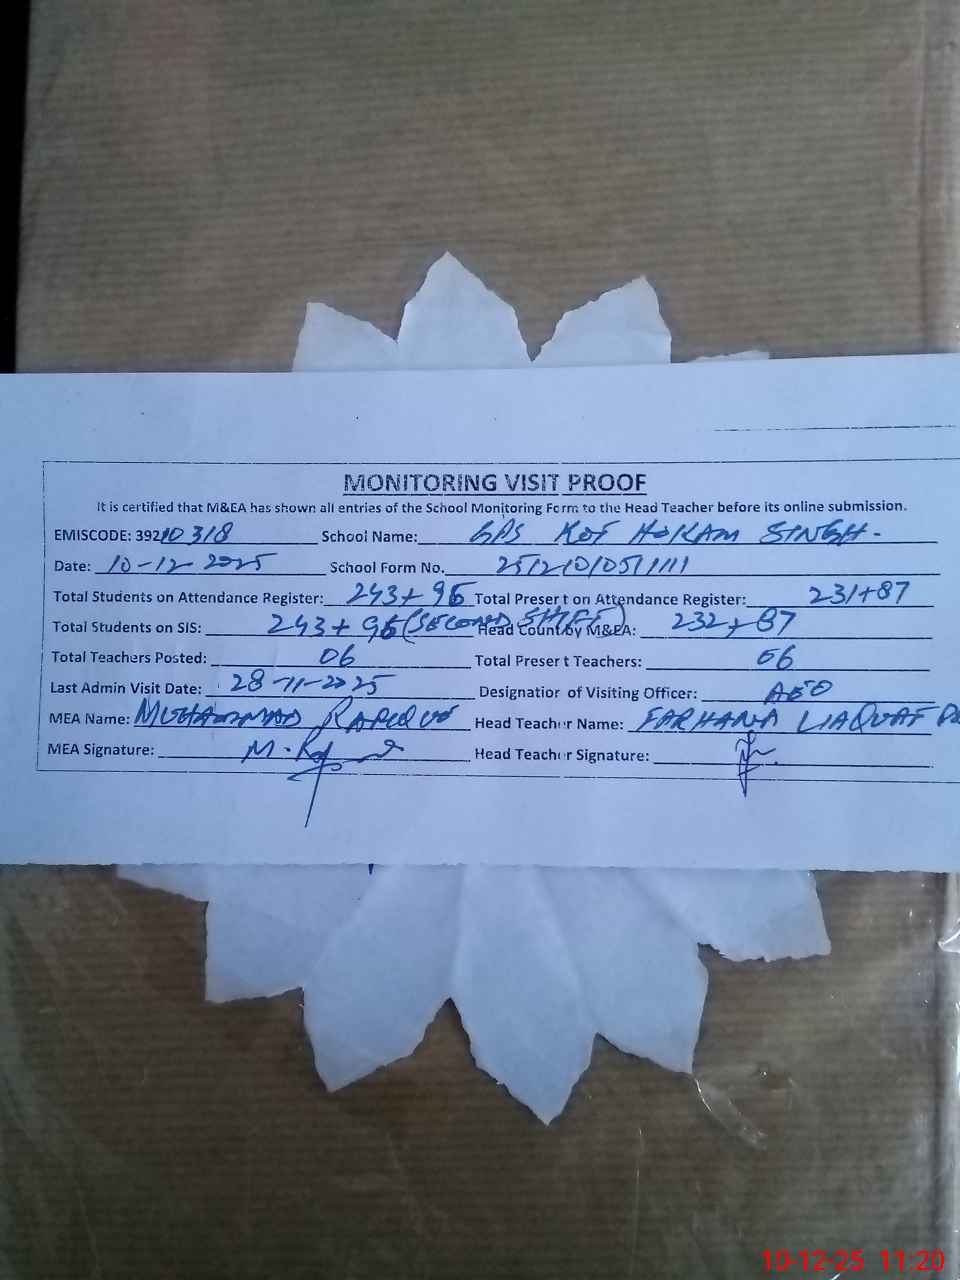 MONITORING VISIT PROOF
It is certified that M&EA has shown all entries of the School Monitoring Form to the Head Teacher before its online submission.
EMISCODE: 39210318 School Name: GPS KOT HOKAM SINGH.
Date: 10-12-2025 School Form No. 2512101051111
Total Students on Attendance Register: 243+96 Total Present on Attendance Register: 231+87
Total Students on SIS: 243+96 (SECOND SHIFT) Head Count by M&EA: 232+87
Total Teachers Posted: 06 Total Present Teachers: 06
Last Admin Visit Date: 28-11-2025 Designation of Visiting Officer: AEO
MEA Name: MUHAMMAD Head Teacher Name: FARHANA LIAQUAT
MEA Signature: Head Teacher Signature:
10-12-25 11:20